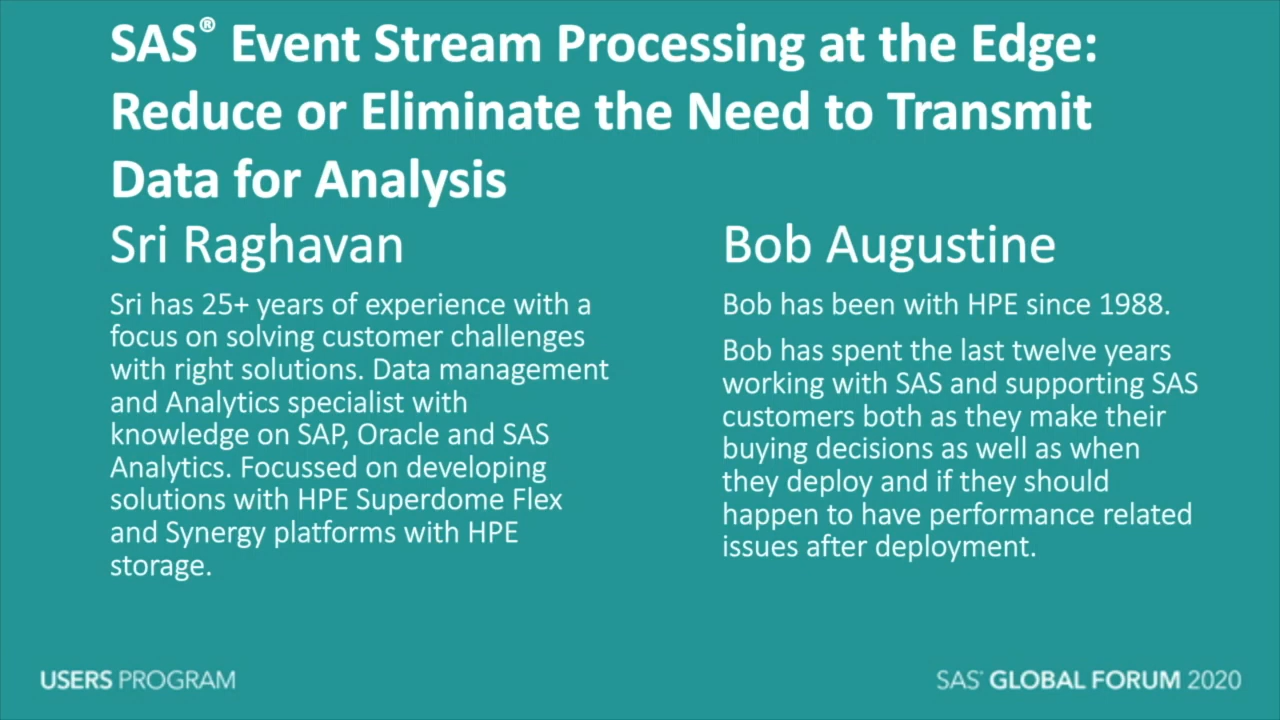 SAS® Event Stream Processing at the Edge:
Reduce or Eliminate the Need to Transmit
Data for Analysis
Sri Raghavan
Sri has 25+ years of experience with a
focus on solving customer challenges
with right solutions. Data management
and Analytics specialist with
knowledge on SAP, Oracle and SAS
Analytics. Focussed on developing
solutions with HPE Superdome Flex
and Synergy platforms with HPE
storage.
Bob Augustine
Bob has been with HPE since 1988.
Bob has spent the last twelve years
working with SAS and supporting SAS
customers both as they make their
buying decisions as well as when
they deploy and if they should
happen to have performance related
issues after deployment.
USERS PROGRAM
SAS® GLOBAL FORUM 2020